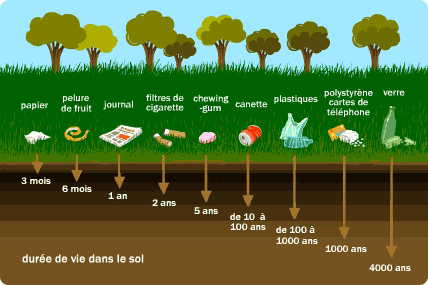 papier
pelure
de fruit
journal
filtres de
cigarette
chewing
-gum
canette
plastiques
polystyrène
cartes de
téléphone
verre
3 mois
6 mois
1 an
2 ans
5 ans
de 10 à
100 ans
de 100 à
1000 ans
1000 ans
4000 ans
durée de vie dans le sol